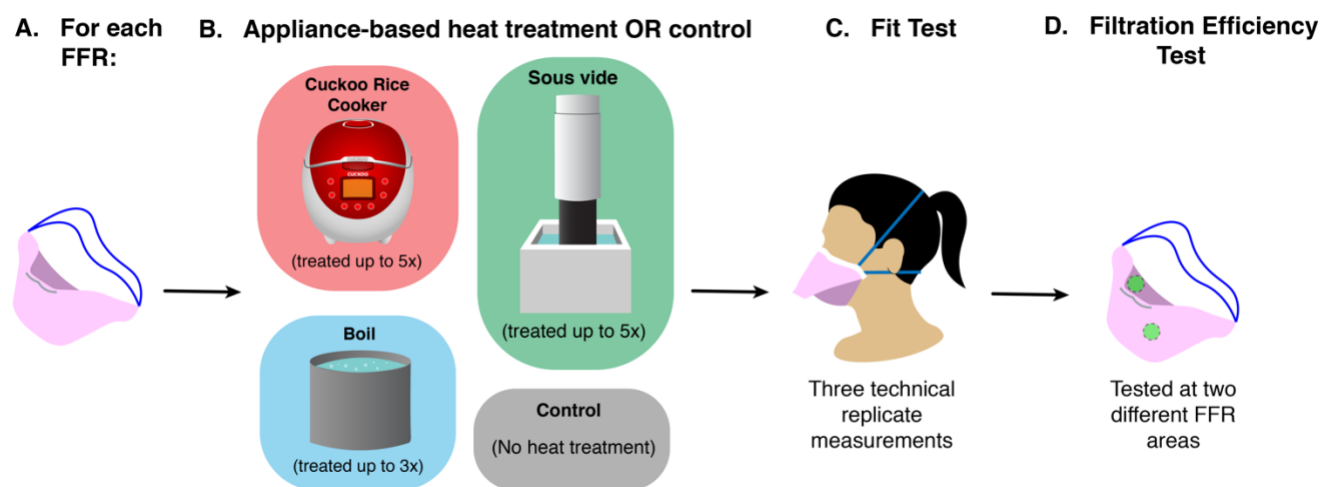 A. For each
FFR:
B. Appliance-based heat treatment OR control
Cuckoo Rice
Cooker
CUCKOO
(treated up to 5x)
Sous vide
(treated up to 5x)
Boil
(treated up to 3x)
Control
(No heat treatment)
C. Fit Test
Three technical
replicate
measurements
D. Filtration Efficiency
Test
Tested at two
different FFR
areas